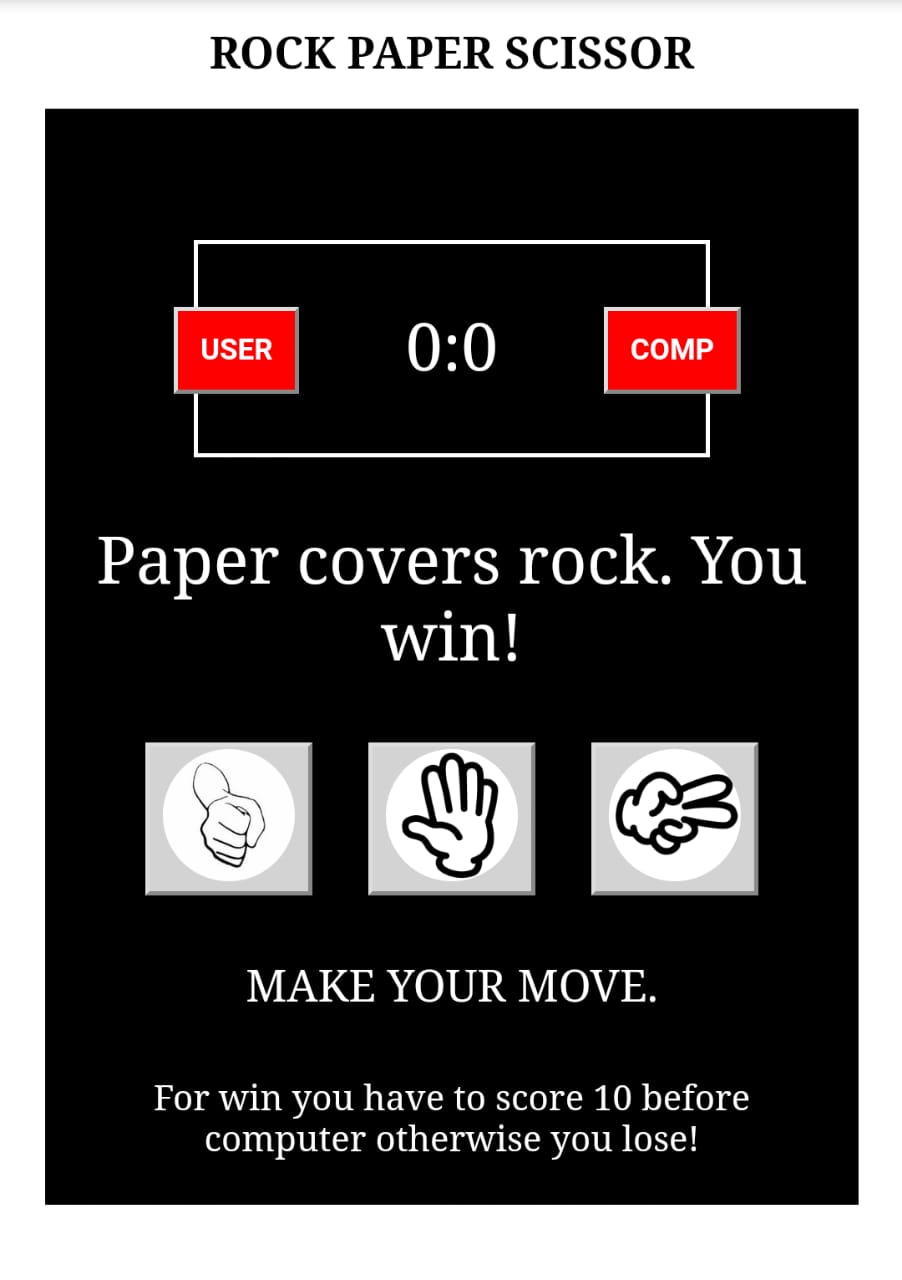 ROCK PAPER SCISSOR
USER
0:0
COMP
Paper covers rock. You
win!
MAKE YOUR MOVE.
For win you have to score 10 before
computer otherwise you lose!